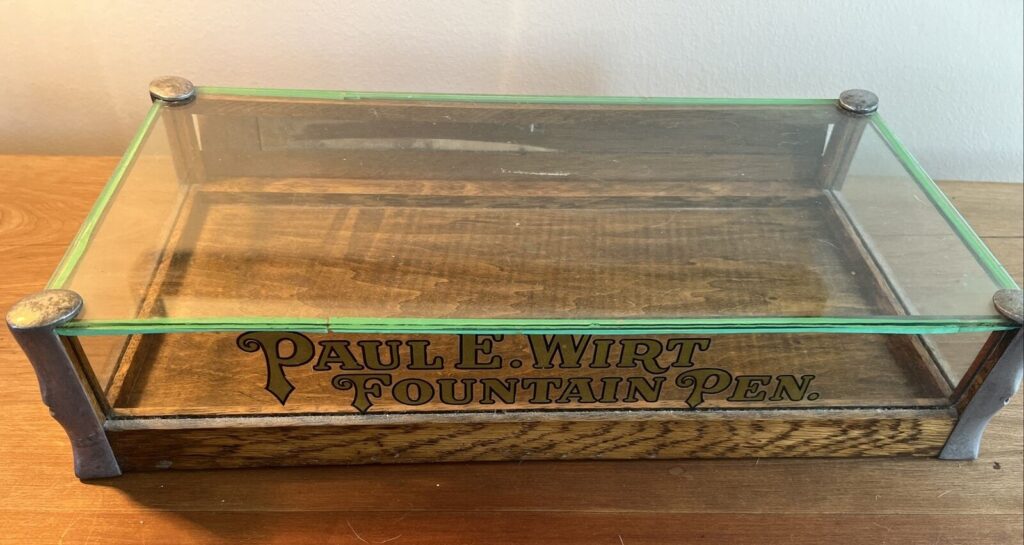 PAUL E. WIRT
FOUNTAIN PEN.